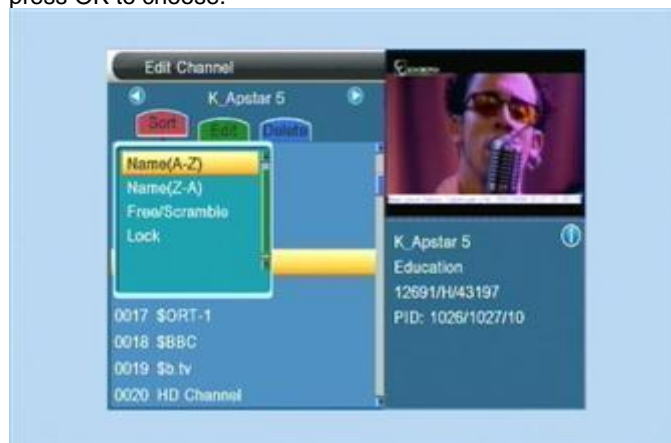 press OK to choose.
Edit Channel
K_Apstar 5
Sort Edit Delete
Name(A-Z)
Name(Z-A)
Free/Scramble
Lock
0017 $ORT-1
0018 $BBC
0019 $b.tv
0020 HD Channel
K_Apstar 5
Education
12691/H/43197
PID: 1026/1027/10